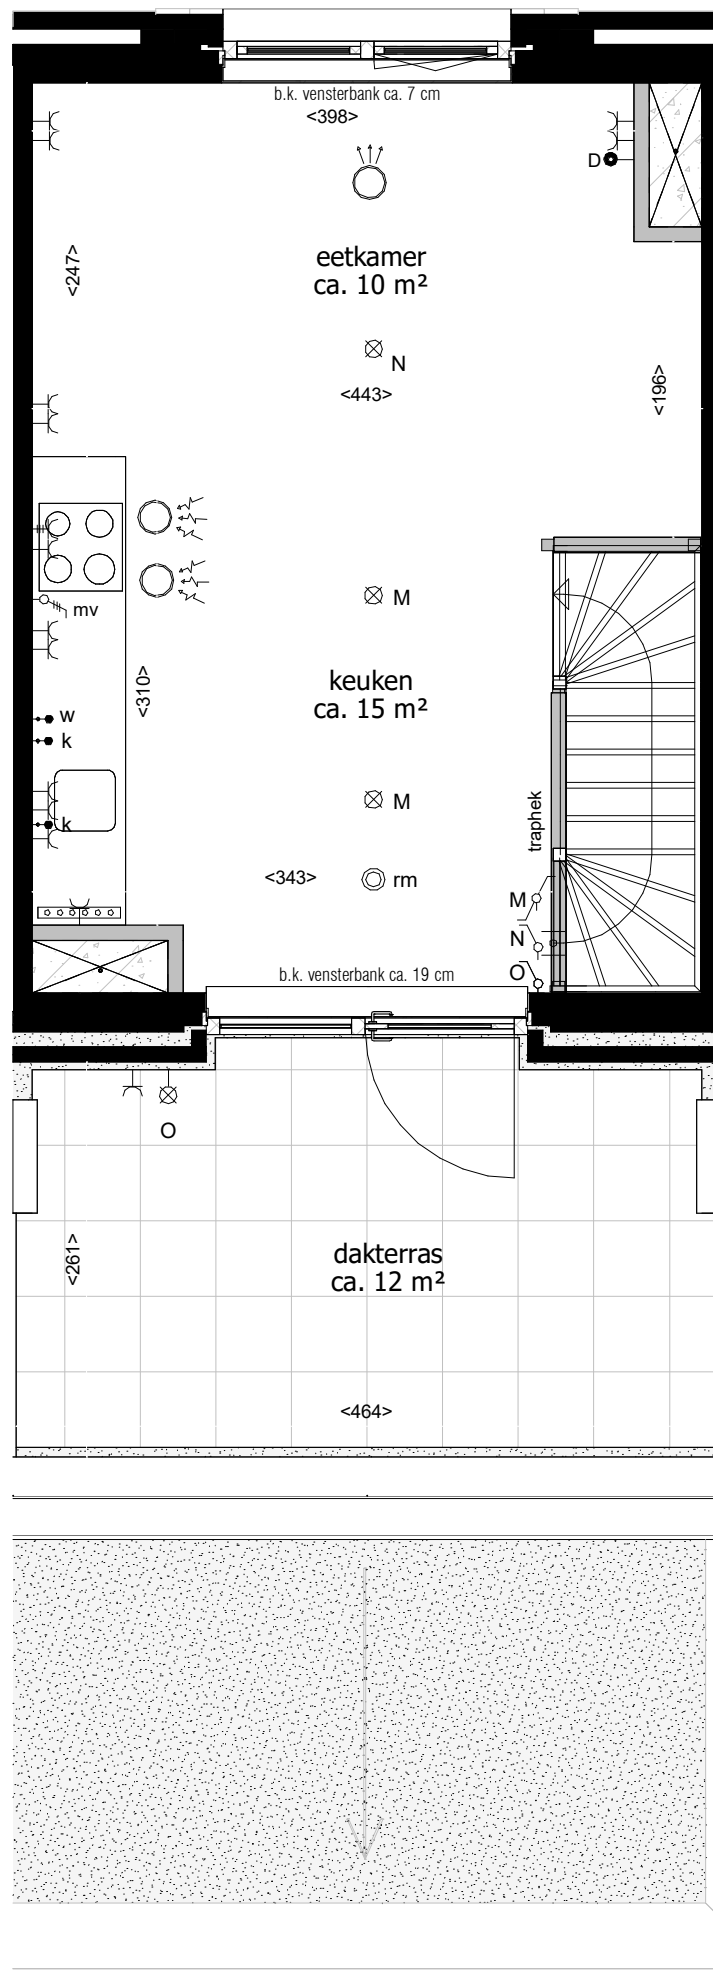 b.k. vensterbank ca. 7 cm
<398>
D
<247>
eetkamer
ca. 10 m²
N
<196>
<443>
M
mv
<310>
keuken
ca. 15 m²
w
k
M
traphek
k
<343>
rm
M
N
O
b.k. vensterbank ca. 19 cm
O
<261>
dakterras
ca. 12 m²
<464>